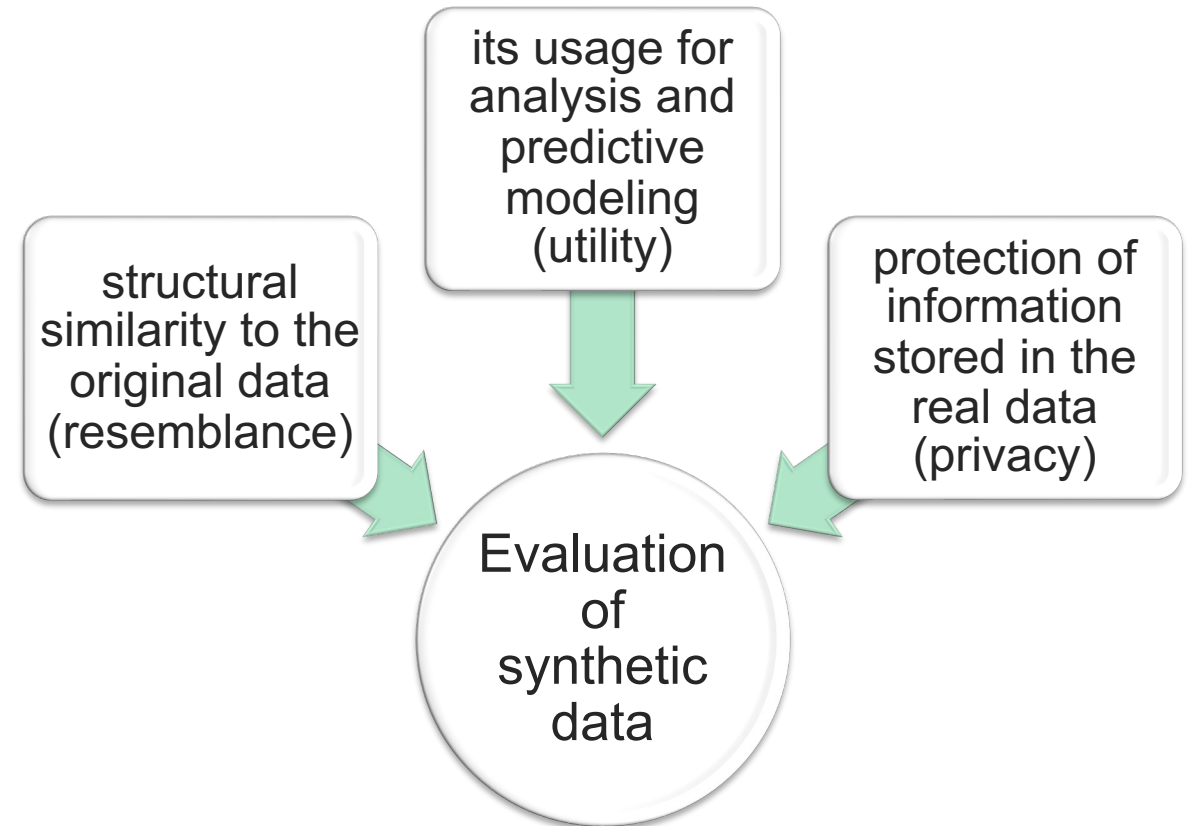 structural
similarity to the
original data
(resemblance)
its usage for
analysis and
predictive
modeling
(utility)
protection of
information
stored in the
real data
(privacy)
Evaluation
of
synthetic
data